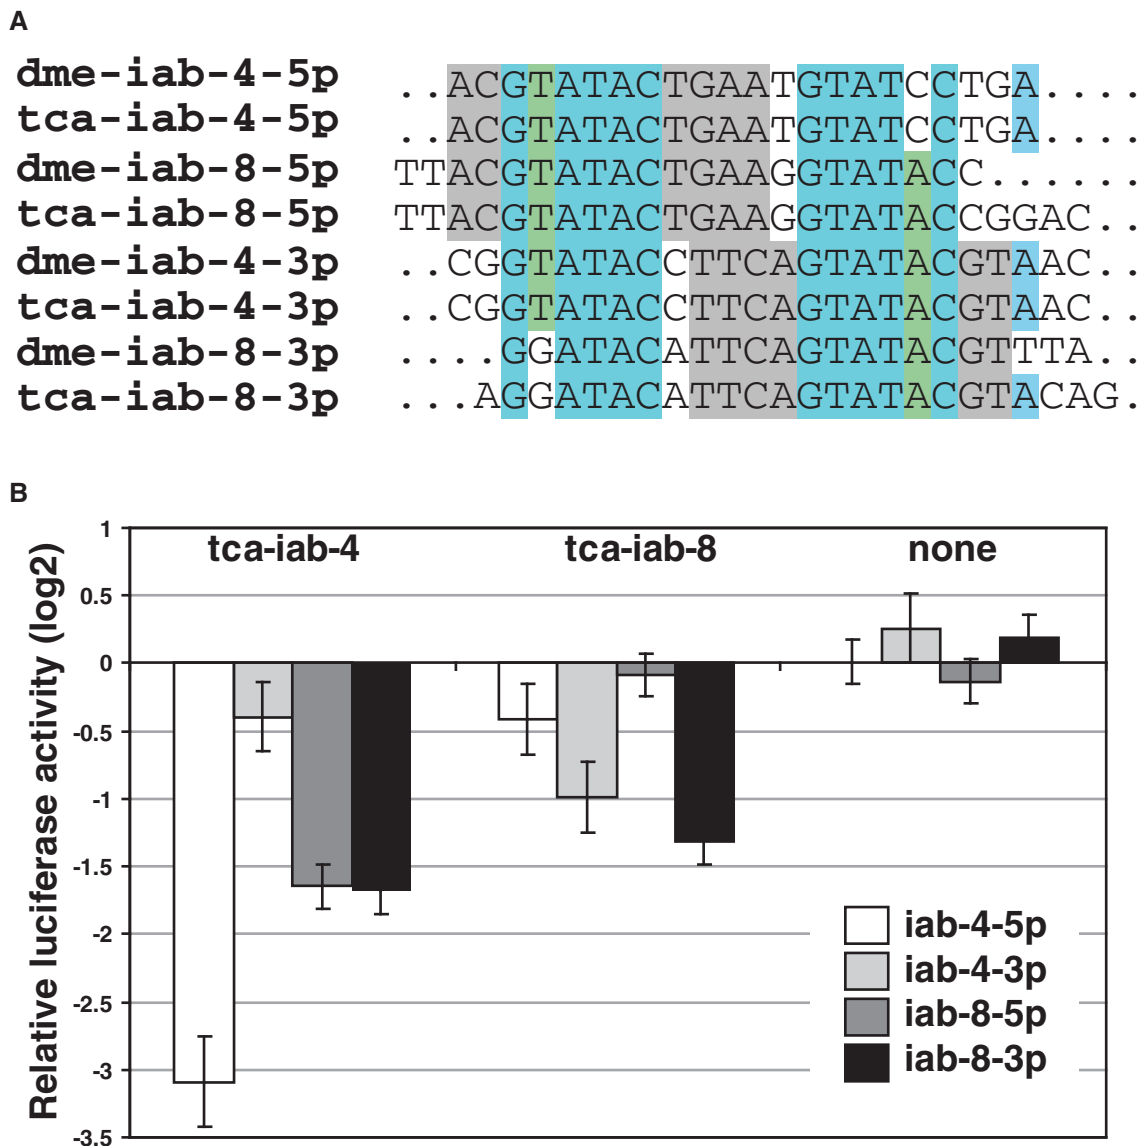 A
dme-iab-4-5p ..ACGTATACTGAATGTATCCTGA....
tca-iab-4-5p ..ACGTATACTGAATGTATCCTGA....
dme-iab-8-5p TTACGTATACTGAAGGTATACC......
tca-iab-8-5p TTACGTATACTGAAGGTATACCGGAC..
dme-iab-4-3p ..CGGTATACCTTCAGTATACGTAAC..
tca-iab-4-3p ..CGGTATACCTTCAGTATACGTAAC..
dme-iab-8-3p ....GGATACATTCAGTATACGTTTA..
tca-iab-8-3p ...AGGATACATTCAGTATACGTACAG.
B
Relative luciferase activity (log2)
1
0.5
0
-0.5
-1
-1.5
-2
-2.5
-3
-3.5
tca-iab-4
tca-iab-8
none
iab-4-5p
iab-4-3p
iab-8-5p
iab-8-3p